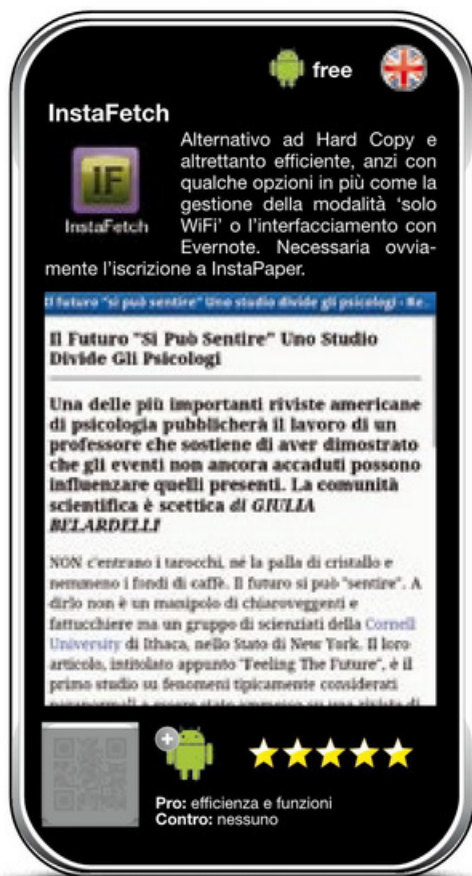 free
InstaFetch
IF
InstaFetch
Alternativo ad Hard Copy e
altrettanto efficiente, anzi con
qualche opzioni in più come la
gestione della modalità ‘solo
WiFi’ o l’interfacciamento con
Evernote. Necessaria ovvia-
mente l’iscrizione a InstaPaper.
Il futuro "si può sentire" Uno studio divide gli psicologi - Re
Il Futuro "Si Può Sentire" Uno Studio
Divide Gli Psicologi
Una delle più importanti riviste americane
di psicologia pubblicherà il lavoro di un
professore che sostiene di aver dimostrato
che gli eventi non ancora accaduti possono
influenzare quelli presenti. La comunità
scientifica è scettica di GIULIA
BELARDELLI
NON c'entrano i tarocchi, né la palla di cristallo e
nemmeno i fondi di caffè. Il futuro si può "sentire". A
dirlo non è un manipolo di chiaroveggenti e
fattucchiere ma un gruppo di scienziati della Cornell
University di Ithaca, nello Stato di New York. Il loro
articolo, intitolato appunto "Feeling The Future", è il
primo studio su fenomeni tipicamente considerati
Pro: efficienza e funzioni
Contro: nessuno